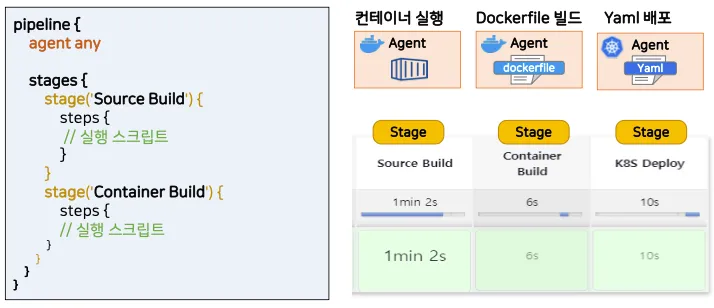 pipeline {
agent any
stages {
stage('Source Build') {
steps {
// 실행 스크립트
}
}
stage('Container Build') {
steps {
// 실행 스크립트
}
}
}
}
컨테이너 실행
Agent
Dockerfile 빌드
Agent
dockerfile
Yaml 배포
Agent
Yaml
Stage
Stage
Stage
Source Build
Container
Build
K8S Deploy
1min 2s
6s
10s
1min 2s
6s
10s